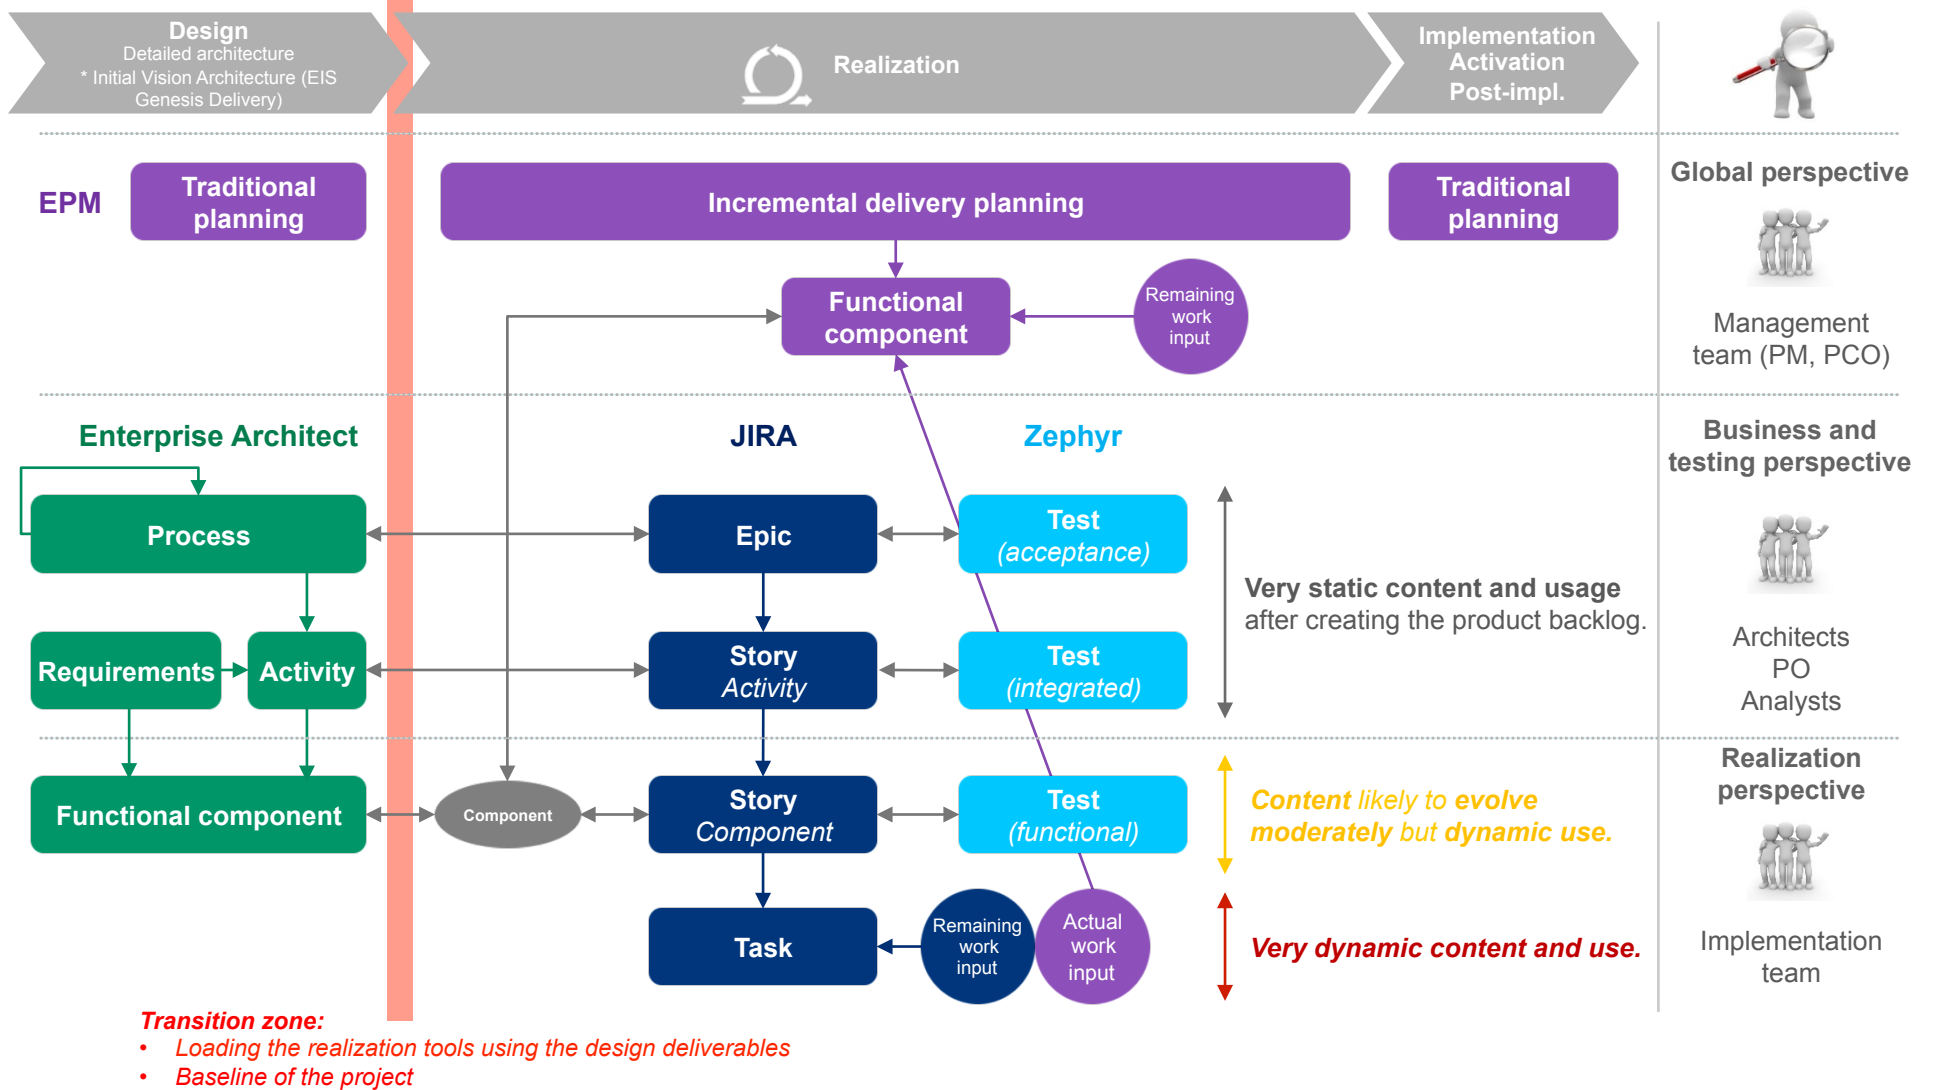 Design
Detailed architecture
* Initial Vision Architecture (EIS
Genesis Delivery)
Realization
Implementation
Activation
Post-impl.
EPM
Traditional
planning
Incremental delivery planning
Traditional
planning
Global perspective
Functional
component
Remaining
work
input
Management
team (PM, PCO)
Enterprise Architect
JIRA
Zephyr
Business and
testing perspective
Process
Epic
Test
(acceptance)
Very static content and usage
after creating the product backlog.
Requirements
Activity
Story
Activity
Test
(integrated)
Architects
PO
Analysts
Realization
perspective
Functional component
Component
Story
Component
Test
(functional)
Content likely to evolve
moderately but dynamic use.
Task
Remaining
work
input
Actual
work
input
Very dynamic content and use.
Implementation
team
Transition zone:
• Loading the realization tools using the design deliverables
• Baseline of the project